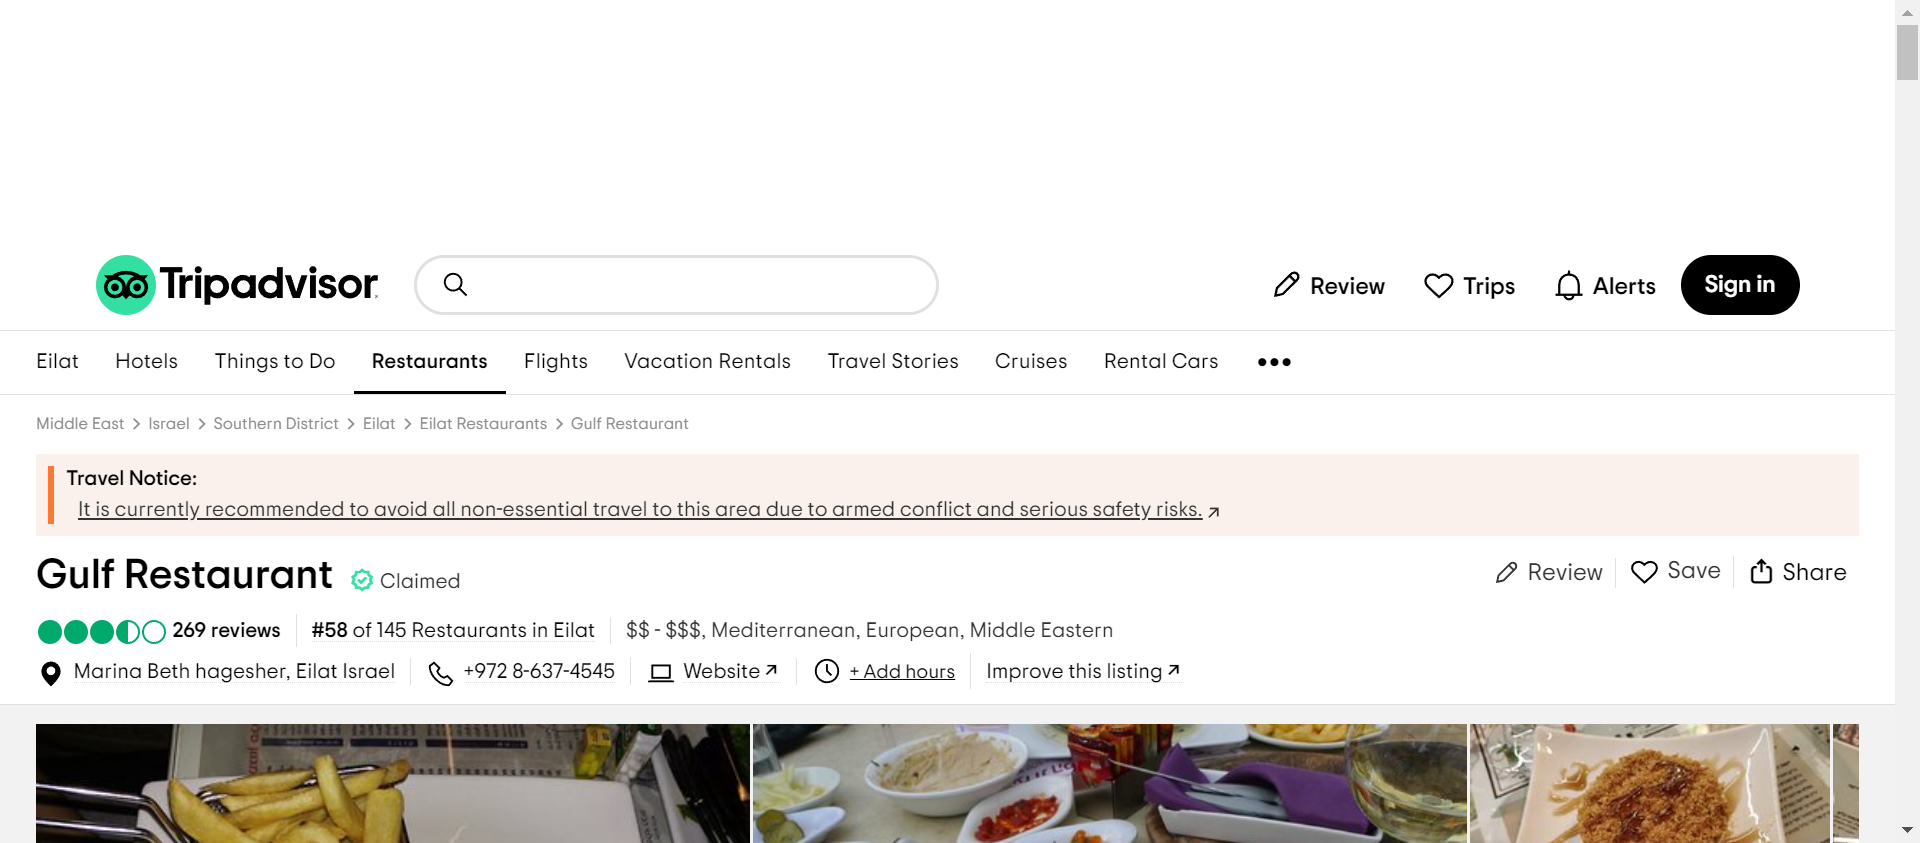 Tripadvisor
Review
Trips
Alerts
Sign in
Eilat
Hotels
Things to Do
Restaurants
Flights
Vacation Rentals
Travel Stories
Cruises
Rental Cars
Middle East
Israel
Southern District
Eilat
Eilat Restaurants
Gulf Restaurant
Travel Notice:
It is currently recommended to avoid all non-essential travel to this area due to armed conflict and serious safety risks.
Gulf Restaurant
Claimed
Review
Save
Share
269 reviews
#58 of 145 Restaurants in Eilat
$$ - $$$, Mediterranean, European, Middle Eastern
Marina Beth hagesher, Eilat Israel
+972 8-637-4545
Website
+ Add hours
Improve this listing